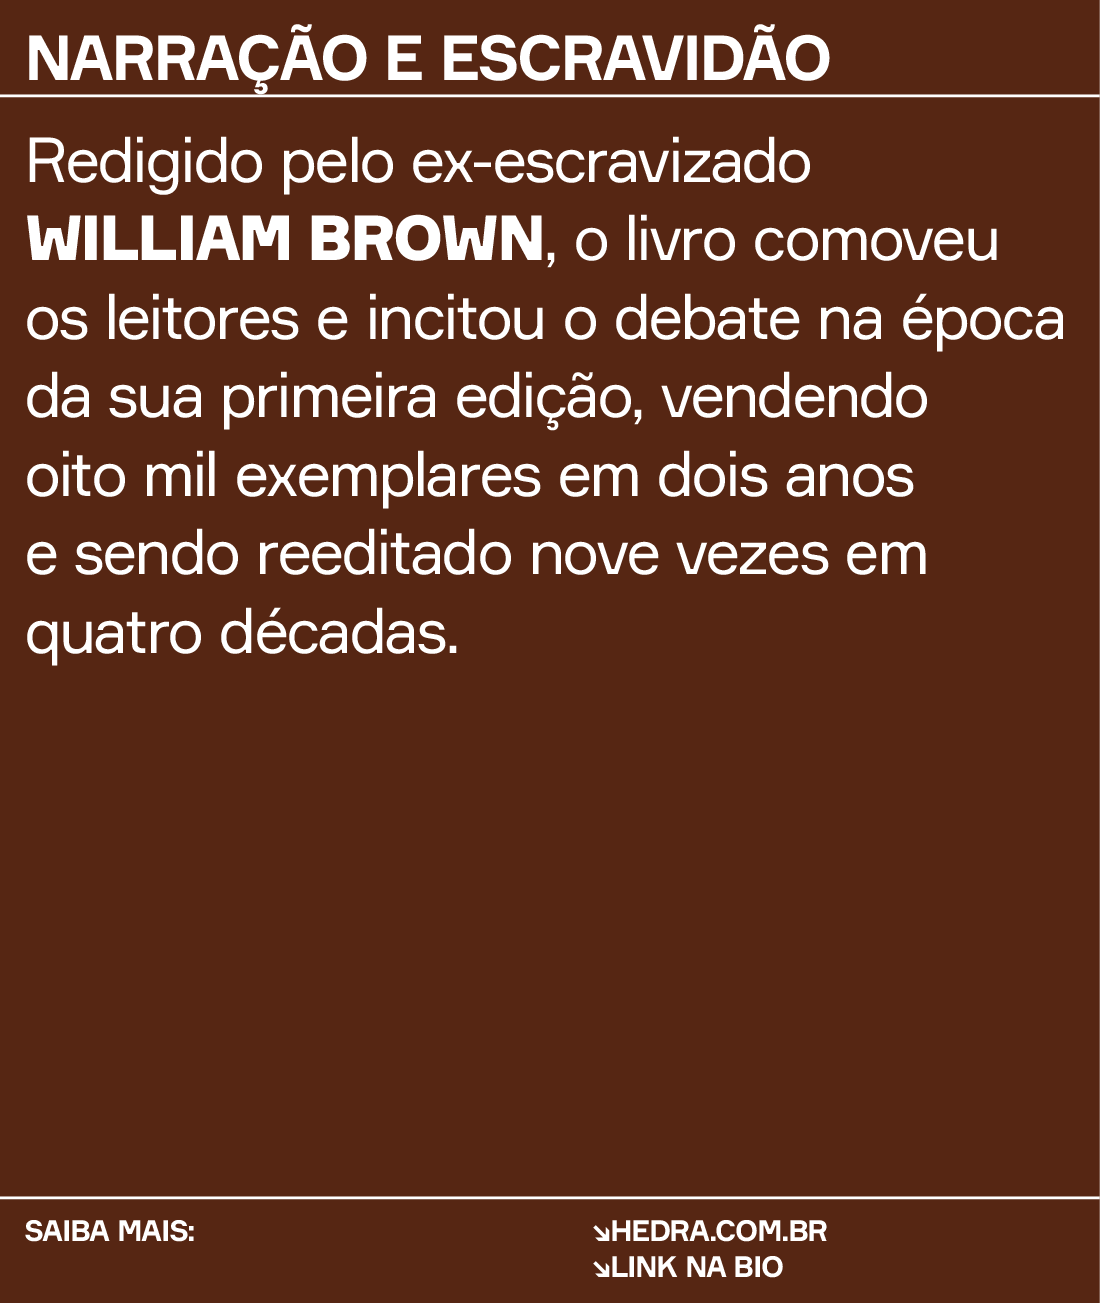 NARRAÇÃO E ESCRAVIDÃO
Redigido pelo ex-escravizado
WILLIAM BROWN, o livro comoveu
os leitores e incitou o debate na época
da sua primeira edição, vendendo
oito mil exemplares em dois anos
e sendo reeditado nove vezes em
quatro décadas.
SAIBA MAIS:
↘HEDRA.COM.BR
↘LINK NA BIO